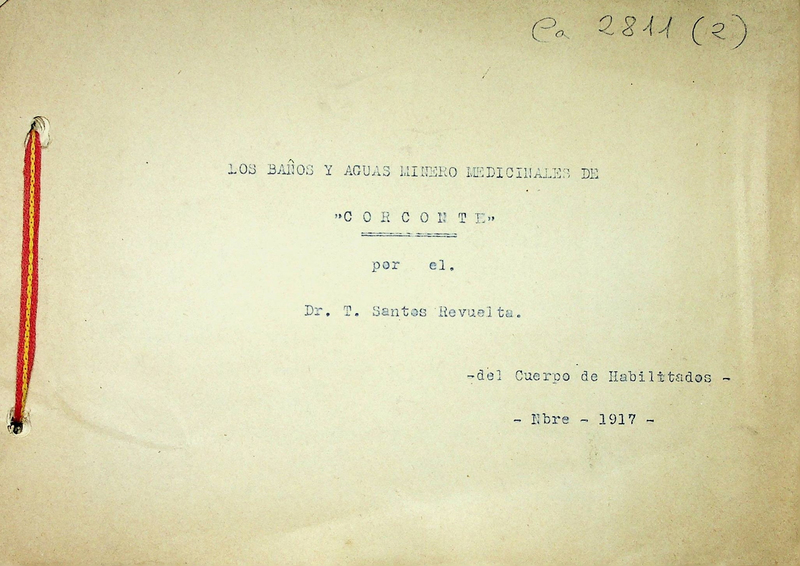 Ca 2811 (2)
LOS BAÑOS Y AGUAS MINERO MEDICINALES DE
"C O R C O N T E"
por el.
Dr. T. Santos Revuelta.
-del Cuerpo de Habilitados -
- Nbre - 1917 -